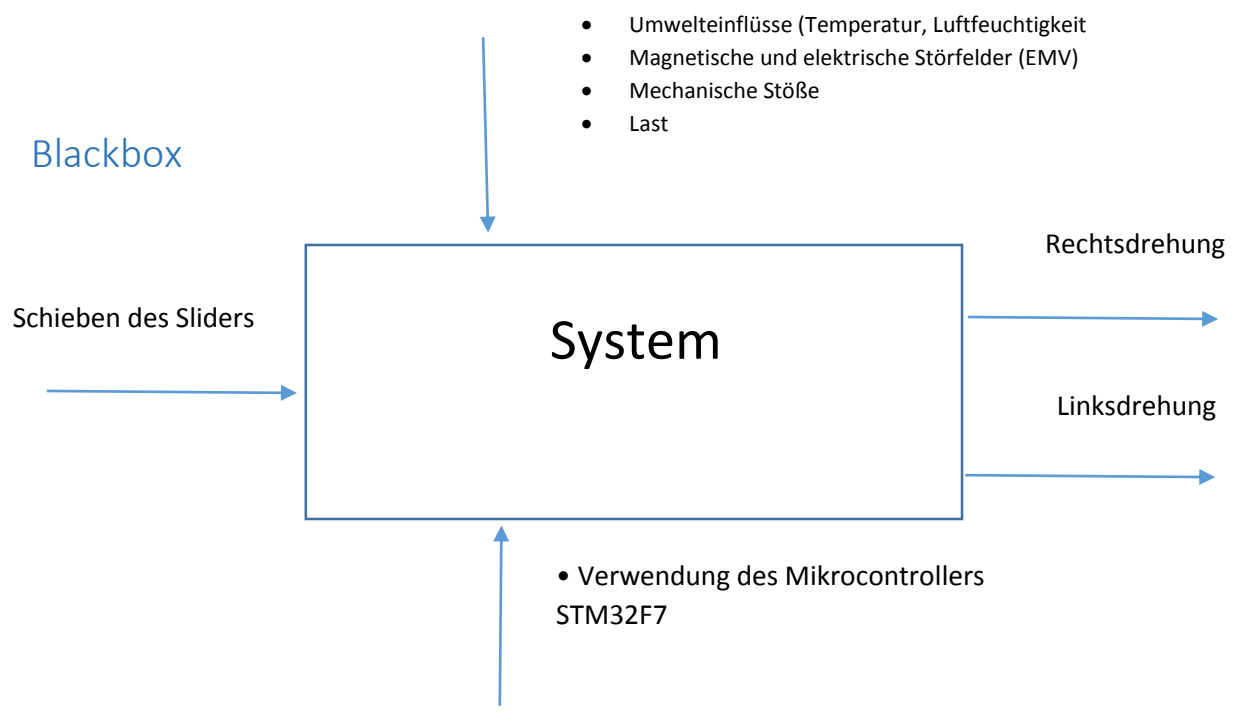 • Umwelteinflüsse (Temperatur, Luftfeuchtigkeit
• Magnetische und elektrische Störfelder (EMV)
• Mechanische Stöße
• Last
Blackbox
Rechtsdrehung
Schieben des Sliders
System
Linksdrehung
• Verwendung des Mikrocontrollers
STM32F7